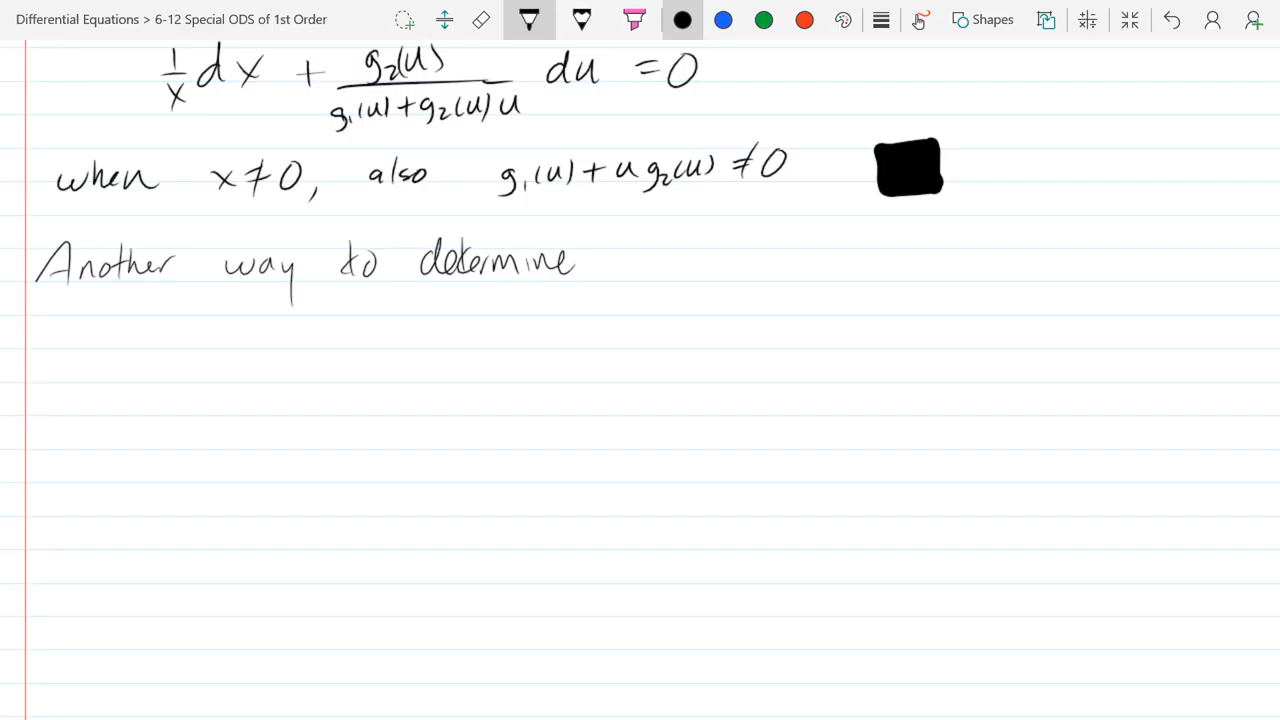 Differential Equations > 6-12 Special ODS of 1st Order
Shapes
1/x dx + g₂(u)/(g₁(u)+g₂(u)u) du = 0
when x≠0, also g₁(u)+u g₂(u) ≠0
Another way to determine